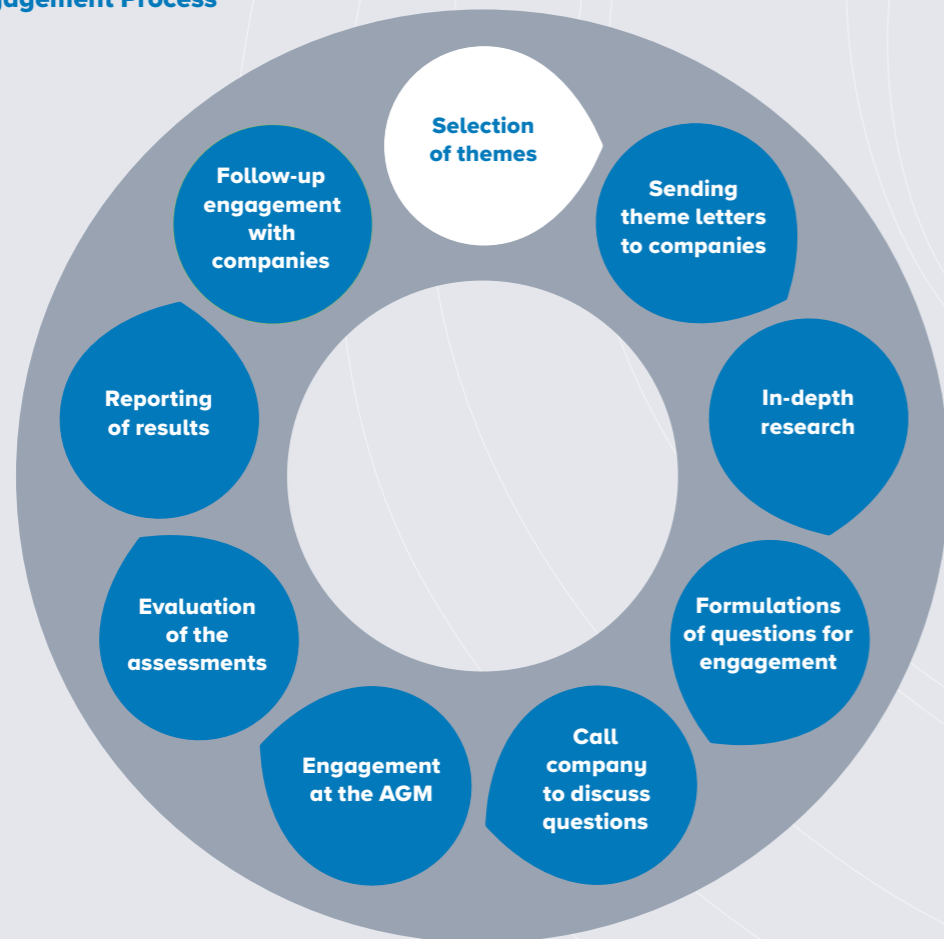 Process
Selection
of themes
Sending
theme letters
to companies
In-depth
research
Formulations
of questions for
engagement
Call
company
to discuss
questions
Engagement
at the AGM
Evaluation
of the
assessments
Reporting
of results
Follow-up
engagement
with
companies